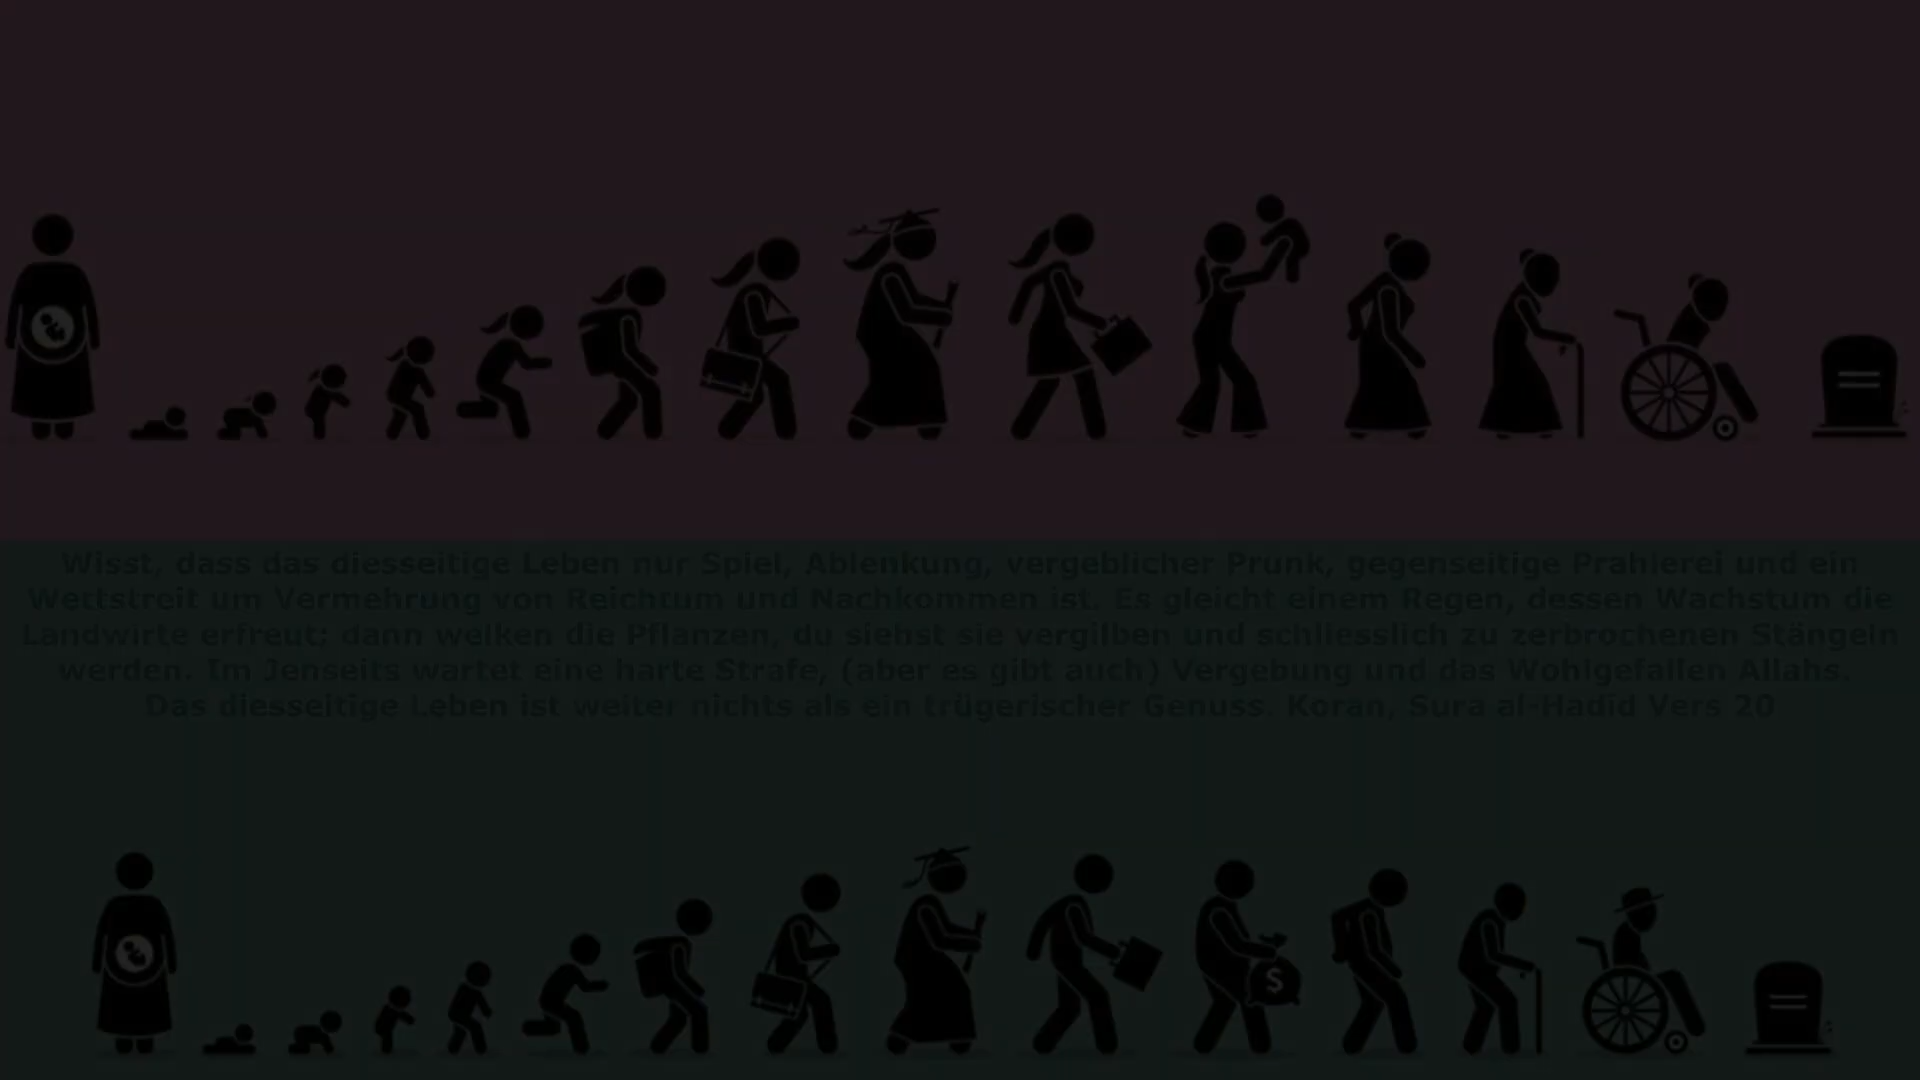 Wisst, dass das diesseitige Leben nur Spiel, Ablenkung, vergeblicher Prunk, gegenseitige Prahlerei und ein
Wettstreit um Vermehrung von Reichtum und Nachkommen ist. Es gleicht einem Regen, dessen Wachstum die
Landwirte erfreut; dann welken die Pflanzen, du siehst sie vergilben und schliesslich zu zerbrochenen Stängeln
werden. Im Jenseits wartet eine harte Strafe, (aber es gibt auch) Vergebung und das Wohlgefallen Allahs.
Das diesseitige Leben ist weiter nichts als ein trügerischer Genuss. Koran, Sura al-Hadid Vers 20
$